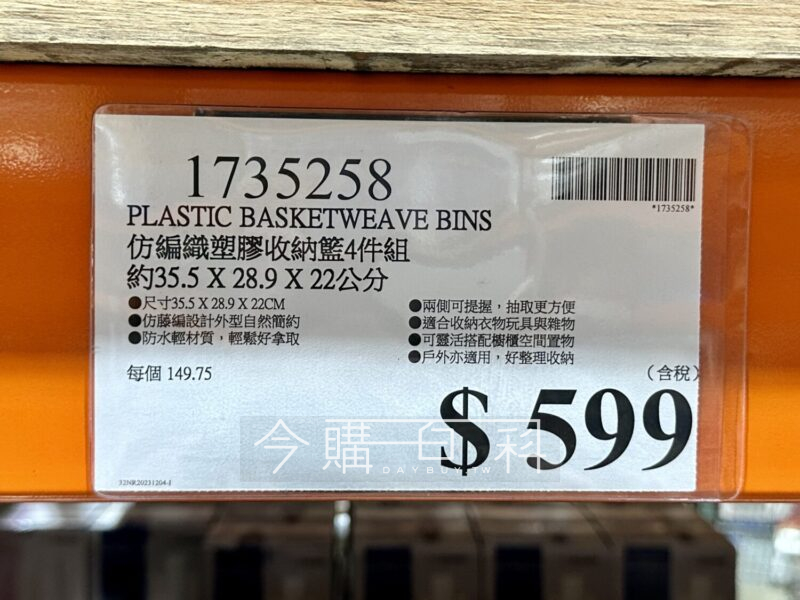 1735258
*1735258*
PLASTIC BASKETWEAVE BINS
仿編織塑膠收納籃4件組
約35.5 X 28.9 X 22公分
●尺寸35.5 X 28.9 X 22CM
●仿藤編設計外型自然簡約
●防水輕材質，輕鬆好拿取
●兩側可提握，抽取更方便
●適合收納衣物玩具與雜物
●可靈活搭配櫥櫃空間置物
●戶外亦適用，好整理收納
每個 149.75
（含稅）
$ 599
今購百科
DAYBUY.TW
32NR20231204-J